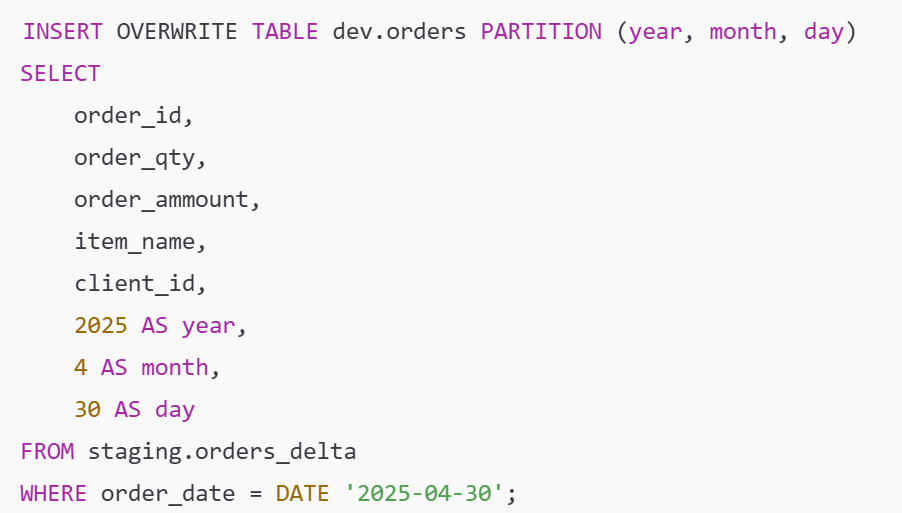 INSERT OVERWRITE TABLE dev.orders PARTITION (year, month, day)
SELECT
    order_id,
    order_qty,
    order_ammount,
    item_name,
    client_id,
    2025 AS year,
    4 AS month,
    30 AS day
FROM staging.orders_delta
WHERE order_date = DATE '2025-04-30';